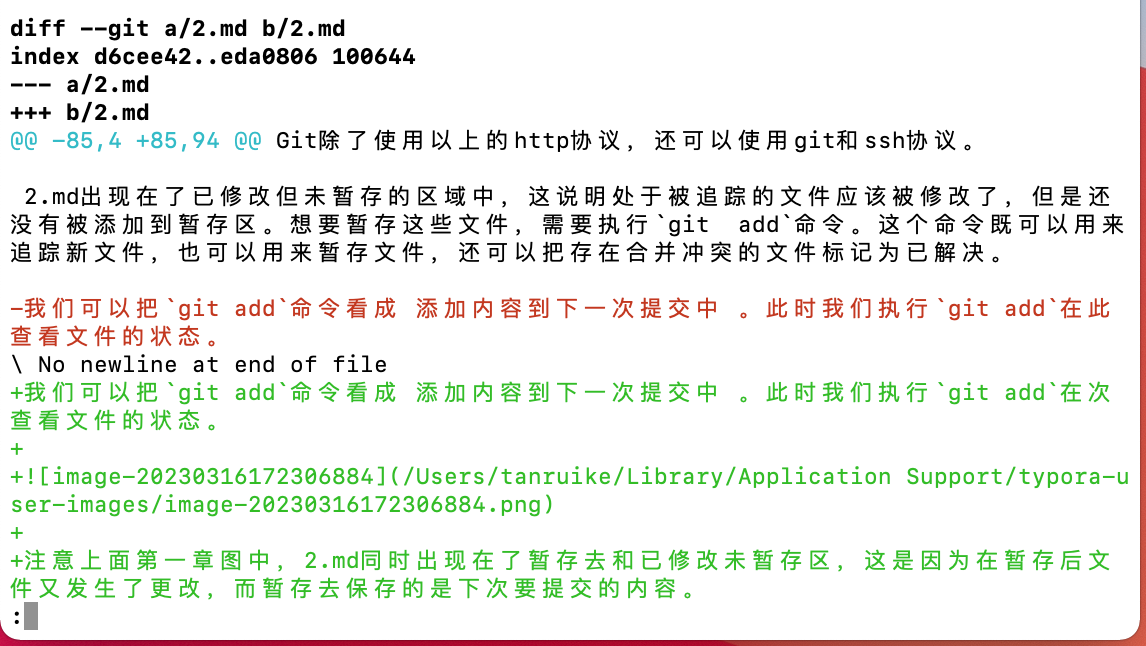 diff --git a/2.md b/2.md
index d6cee42..eda0806 100644
--- a/2.md
+++ b/2.md
@@ -85,4 +85,94 @@ Git除了使用以上的http协议，还可以使用git和ssh协议。
 2.md出现在了已修改但未暂存的区域中，这说明处于被追踪的文件应该被修改了，但是还
没有被添加到暂存区。想要暂存这些文件，需要执行`git  add`命令。这个命令既可以用来
追踪新文件，也可以用来暂存文件，还可以把存在合并冲突的文件标记为已解决。
-我们可以把`git add`命令看成 添加内容到下一次提交中 。此时我们执行`git add`在此
查看文件的状态。
\ No newline at end of file
+我们可以把`git add`命令看成 添加内容到下一次提交中 。此时我们执行`git add`在次
查看文件的状态。
+
+![image-20230316172306884](/Users/tanruike/Library/Application Support/typora-u
ser-images/image-20230316172306884.png)
+
+注意上面第一章图中，2.md同时出现在了暂存去和已修改未暂存区，这是因为在暂存后文
件又发生了更改，而暂存去保存的是下次要提交的内容。
: